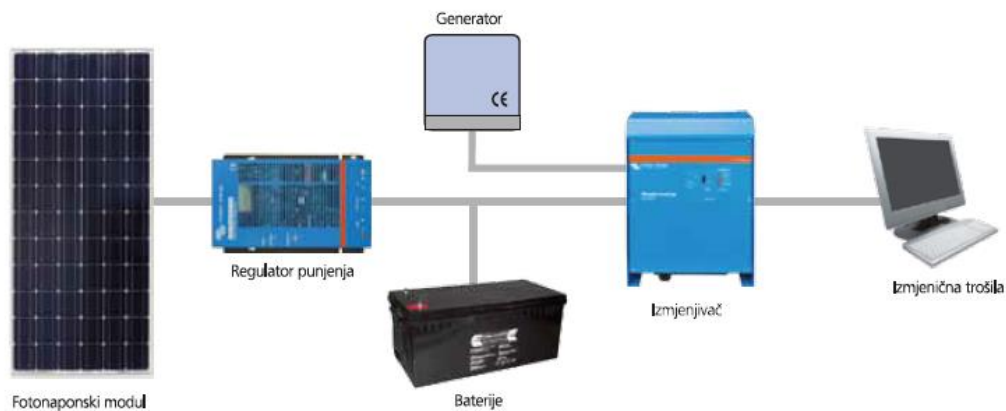 Generator
CE
Regulator punjenja
Izmjenjivač
Izmjenična trošila
Fotonaponski modul
Baterije